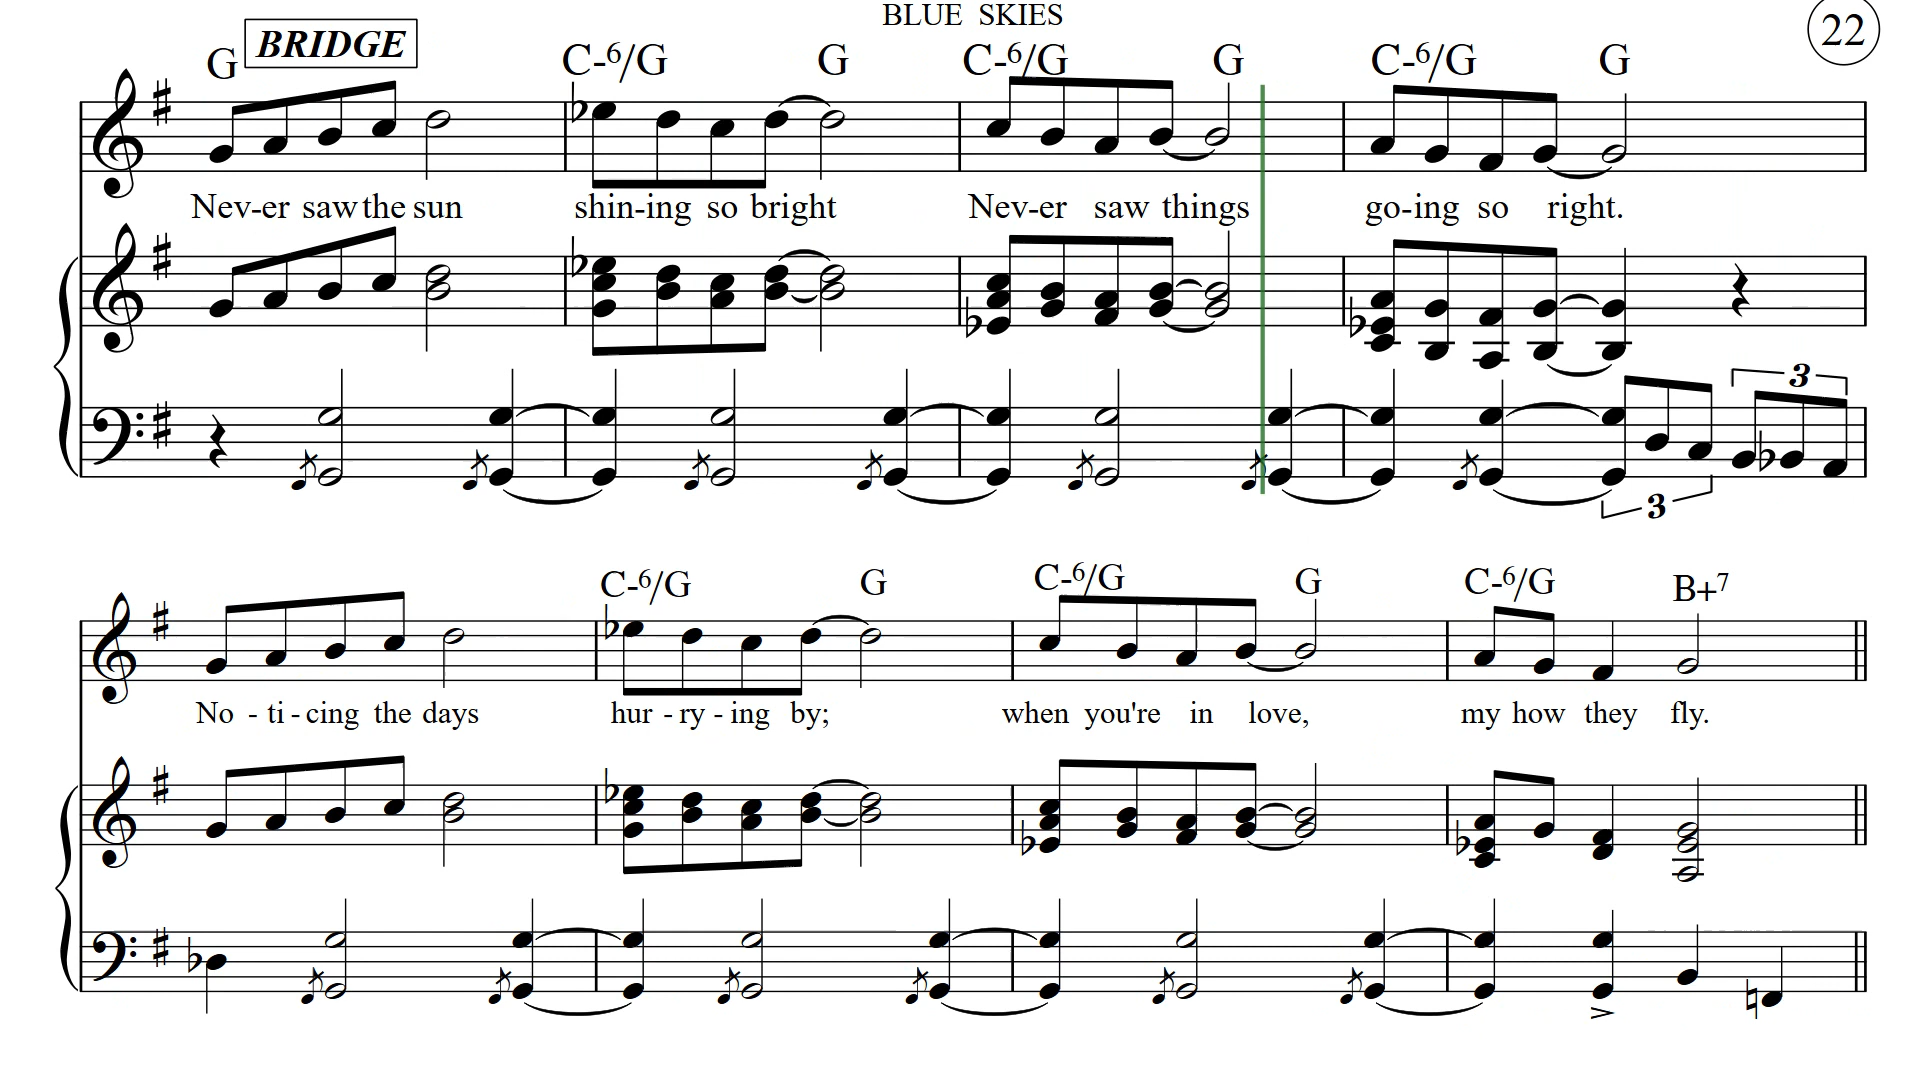 BLUE SKIES
22
G BRIDGE C-6/G G C-6/G G C-6/G G
Nev-er saw the sun shin-ing so bright Nev-er saw things go-ing so right.
3
3
C-6/G G C-6/G G C-6/G B+7
No - ti - cing the days hur - ry - ing by; when you're in love, my how they fly.